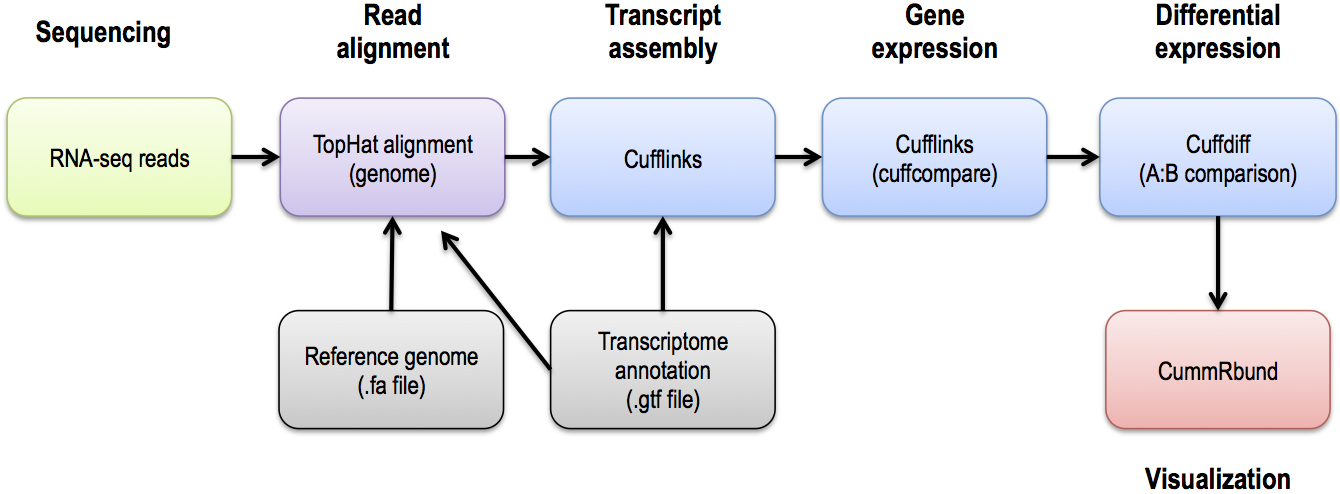 Sequencing
Read
alignment
Transcript
assembly
Gene
expression
Differential
expression
RNA-seq reads
TopHat alignment
(genome)
Cufflinks
Cufflinks
(cuffcompare)
Cuffdiff
(A:B comparison)
Reference genome
(.fa file)
Transcriptome
annotation
(.gtf file)
CummRbund
Visualization